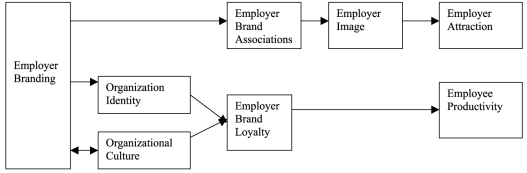 Employer
Branding
Employer
Brand
Associations
Employer
Image
Employer
Attraction
Organization
Identity
Organizational
Culture
Employer
Brand
Loyalty
Employee
Productivity